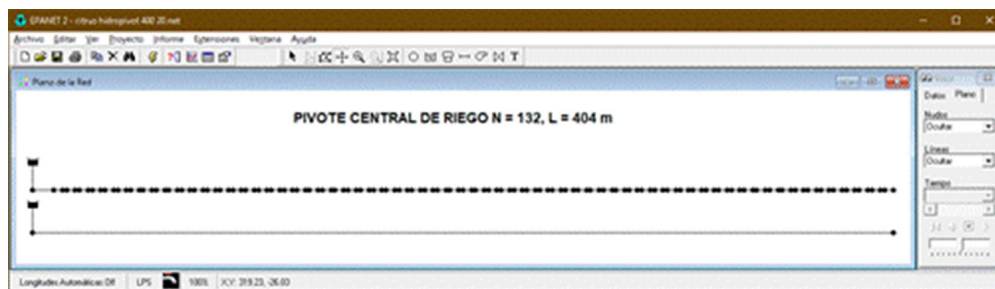 EPANET 2 - citrus hidropivot 400 20.net
Archivo Editar Ver Proyecto Informe Extensiones Ventana Ayuda
Plano de la Red
PIVOTE CENTRAL DE RIEGO N = 132, L = 404 m
Datos Plano
Nudos
Ocultar
Líneas
Ocultar
Tiempo
Longitudes Automáticas Off LPS 100% X,Y: 319.23, -26.00